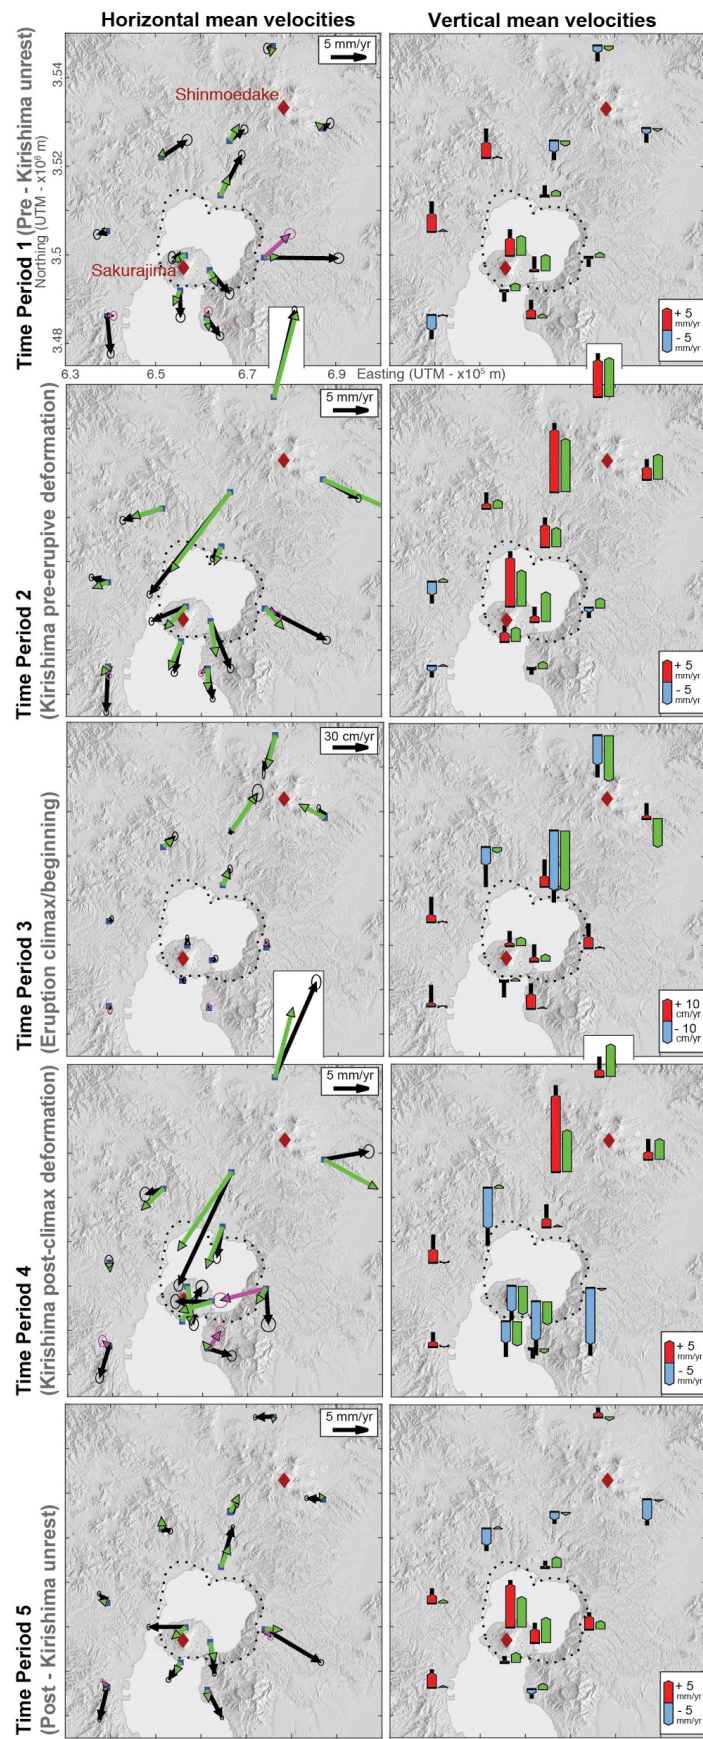 Horizontal mean velocities
Vertical mean velocities
Time Period 1 (Pre - Kirishima unrest)
Northing (UTM - x10⁶ m)
3.54
3.52
3.5
3.48
5 mm/yr
Shinmoedake
Sakurajima
+ 5
mm/yr
- 5
mm/yr
6.3
6.5
6.7
6.9
Easting (UTM - x10⁵ m)
Time Period 2
(Kirishima pre-erupive deformation)
5 mm/yr
+ 5
mm/yr
- 5
mm/yr
Time Period 3
(Eruption climax/beginning)
30 cm/yr
+ 10
cm/yr
- 10
cm/yr
Time Period 4
(Kirishima post-climax deformation)
5 mm/yr
+ 5
mm/yr
- 5
mm/yr
Time Period 5
(Post - Kirishima unrest)
5 mm/yr
+ 5
mm/yr
- 5
mm/yr